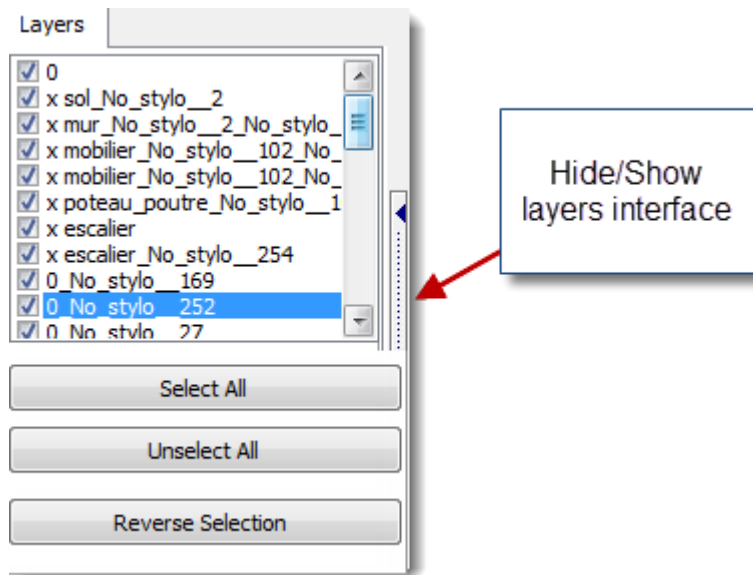 Layers
0
x sol_No_stylo__2
x mur_No_stylo__2_No_stylo_
x mobilier_No_stylo__102_No_
x mobilier_No_stylo__102_No_
x poteau_poutre_No_stylo__1
x escalier
x escalier_No_stylo__254
0_No_stylo__169
0_No_stylo__252
0_No_stylo__27
Select All
Unselect All
Reverse Selection
Hide/Show
layers interface